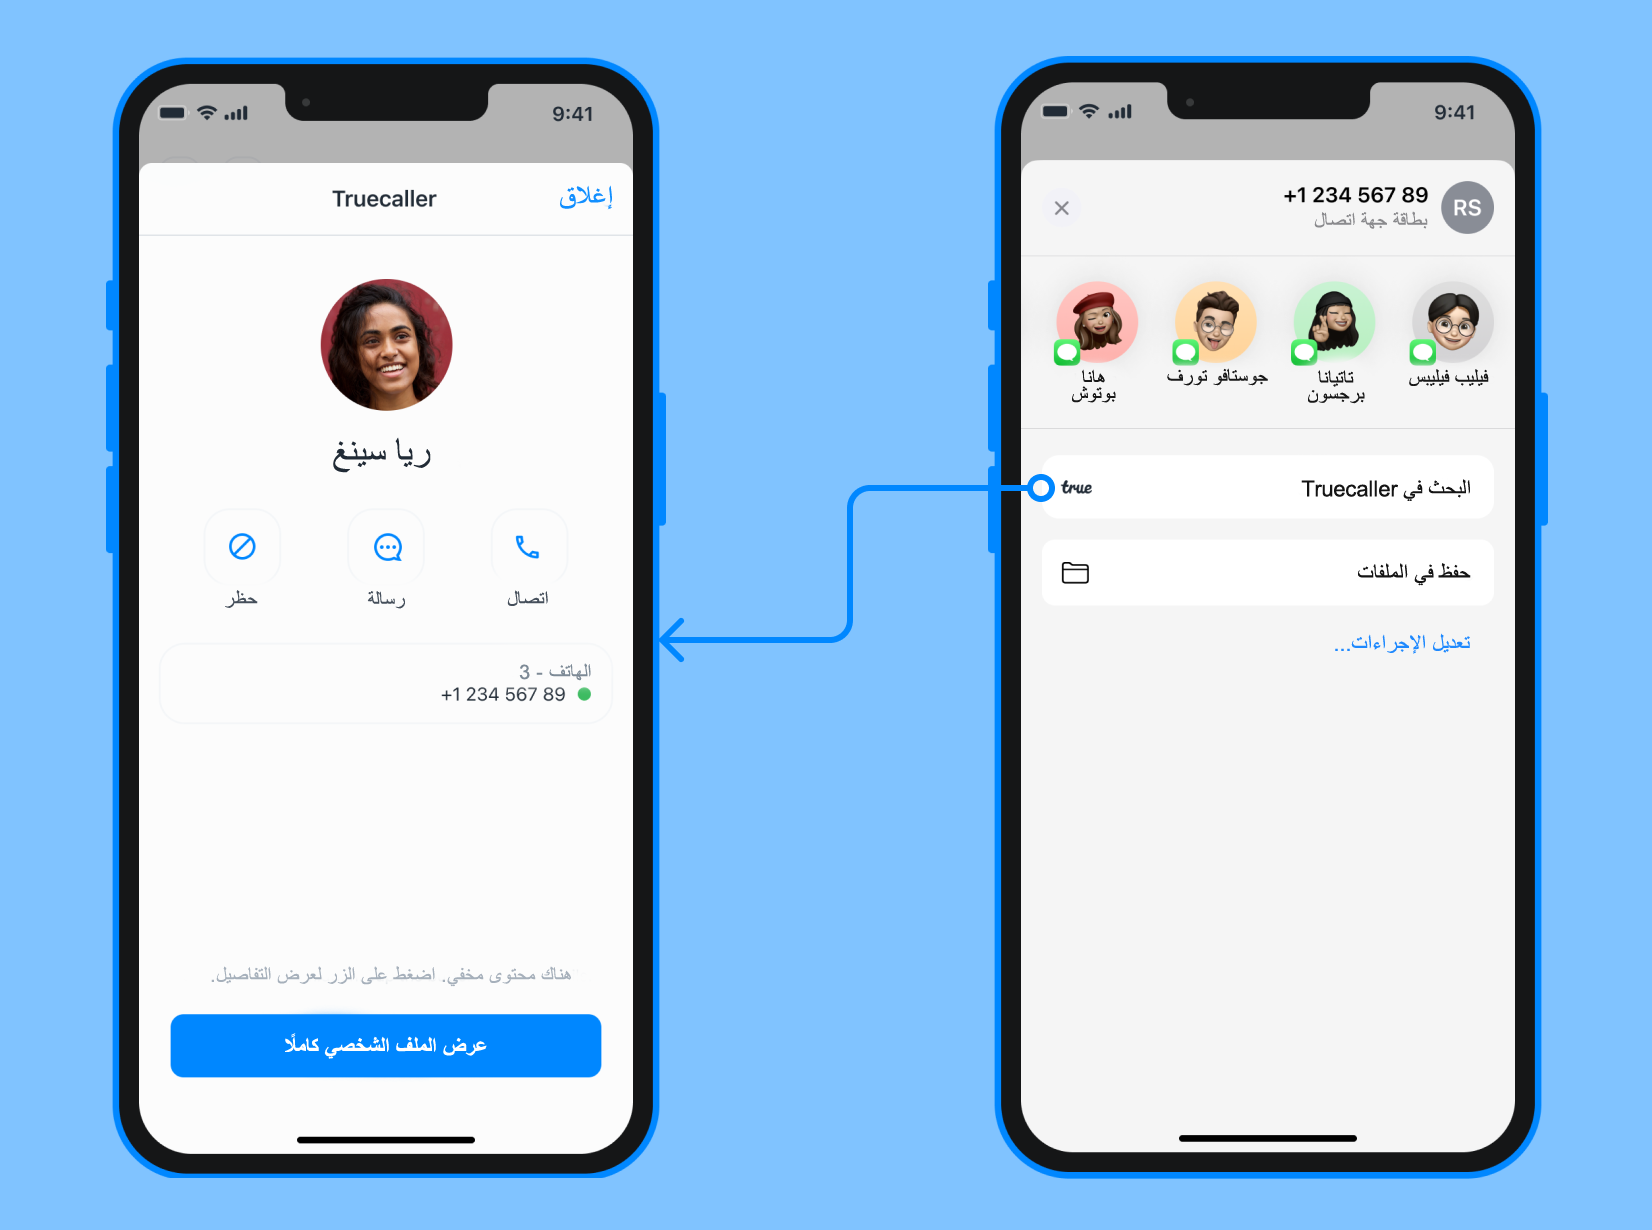 9:41
+1 234 567 89
بطاقة جهة اتصال
RS
فيليب فيليبس
تاتيانا
برجسون
جوستافو تورف
هانا
بوتوش
البحث في Truecaller
true
حفظ في الملفات
تعديل الإجراءات...
9:41
إغلاق
Truecaller
ريا سينغ
اتصال
رسالة
حظر
الهاتف - 3
+1 234 567 89
هناك محتوى مخفي. اضغط على الزر لعرض التفاصيل.
عرض الملف الشخصي كاملًا